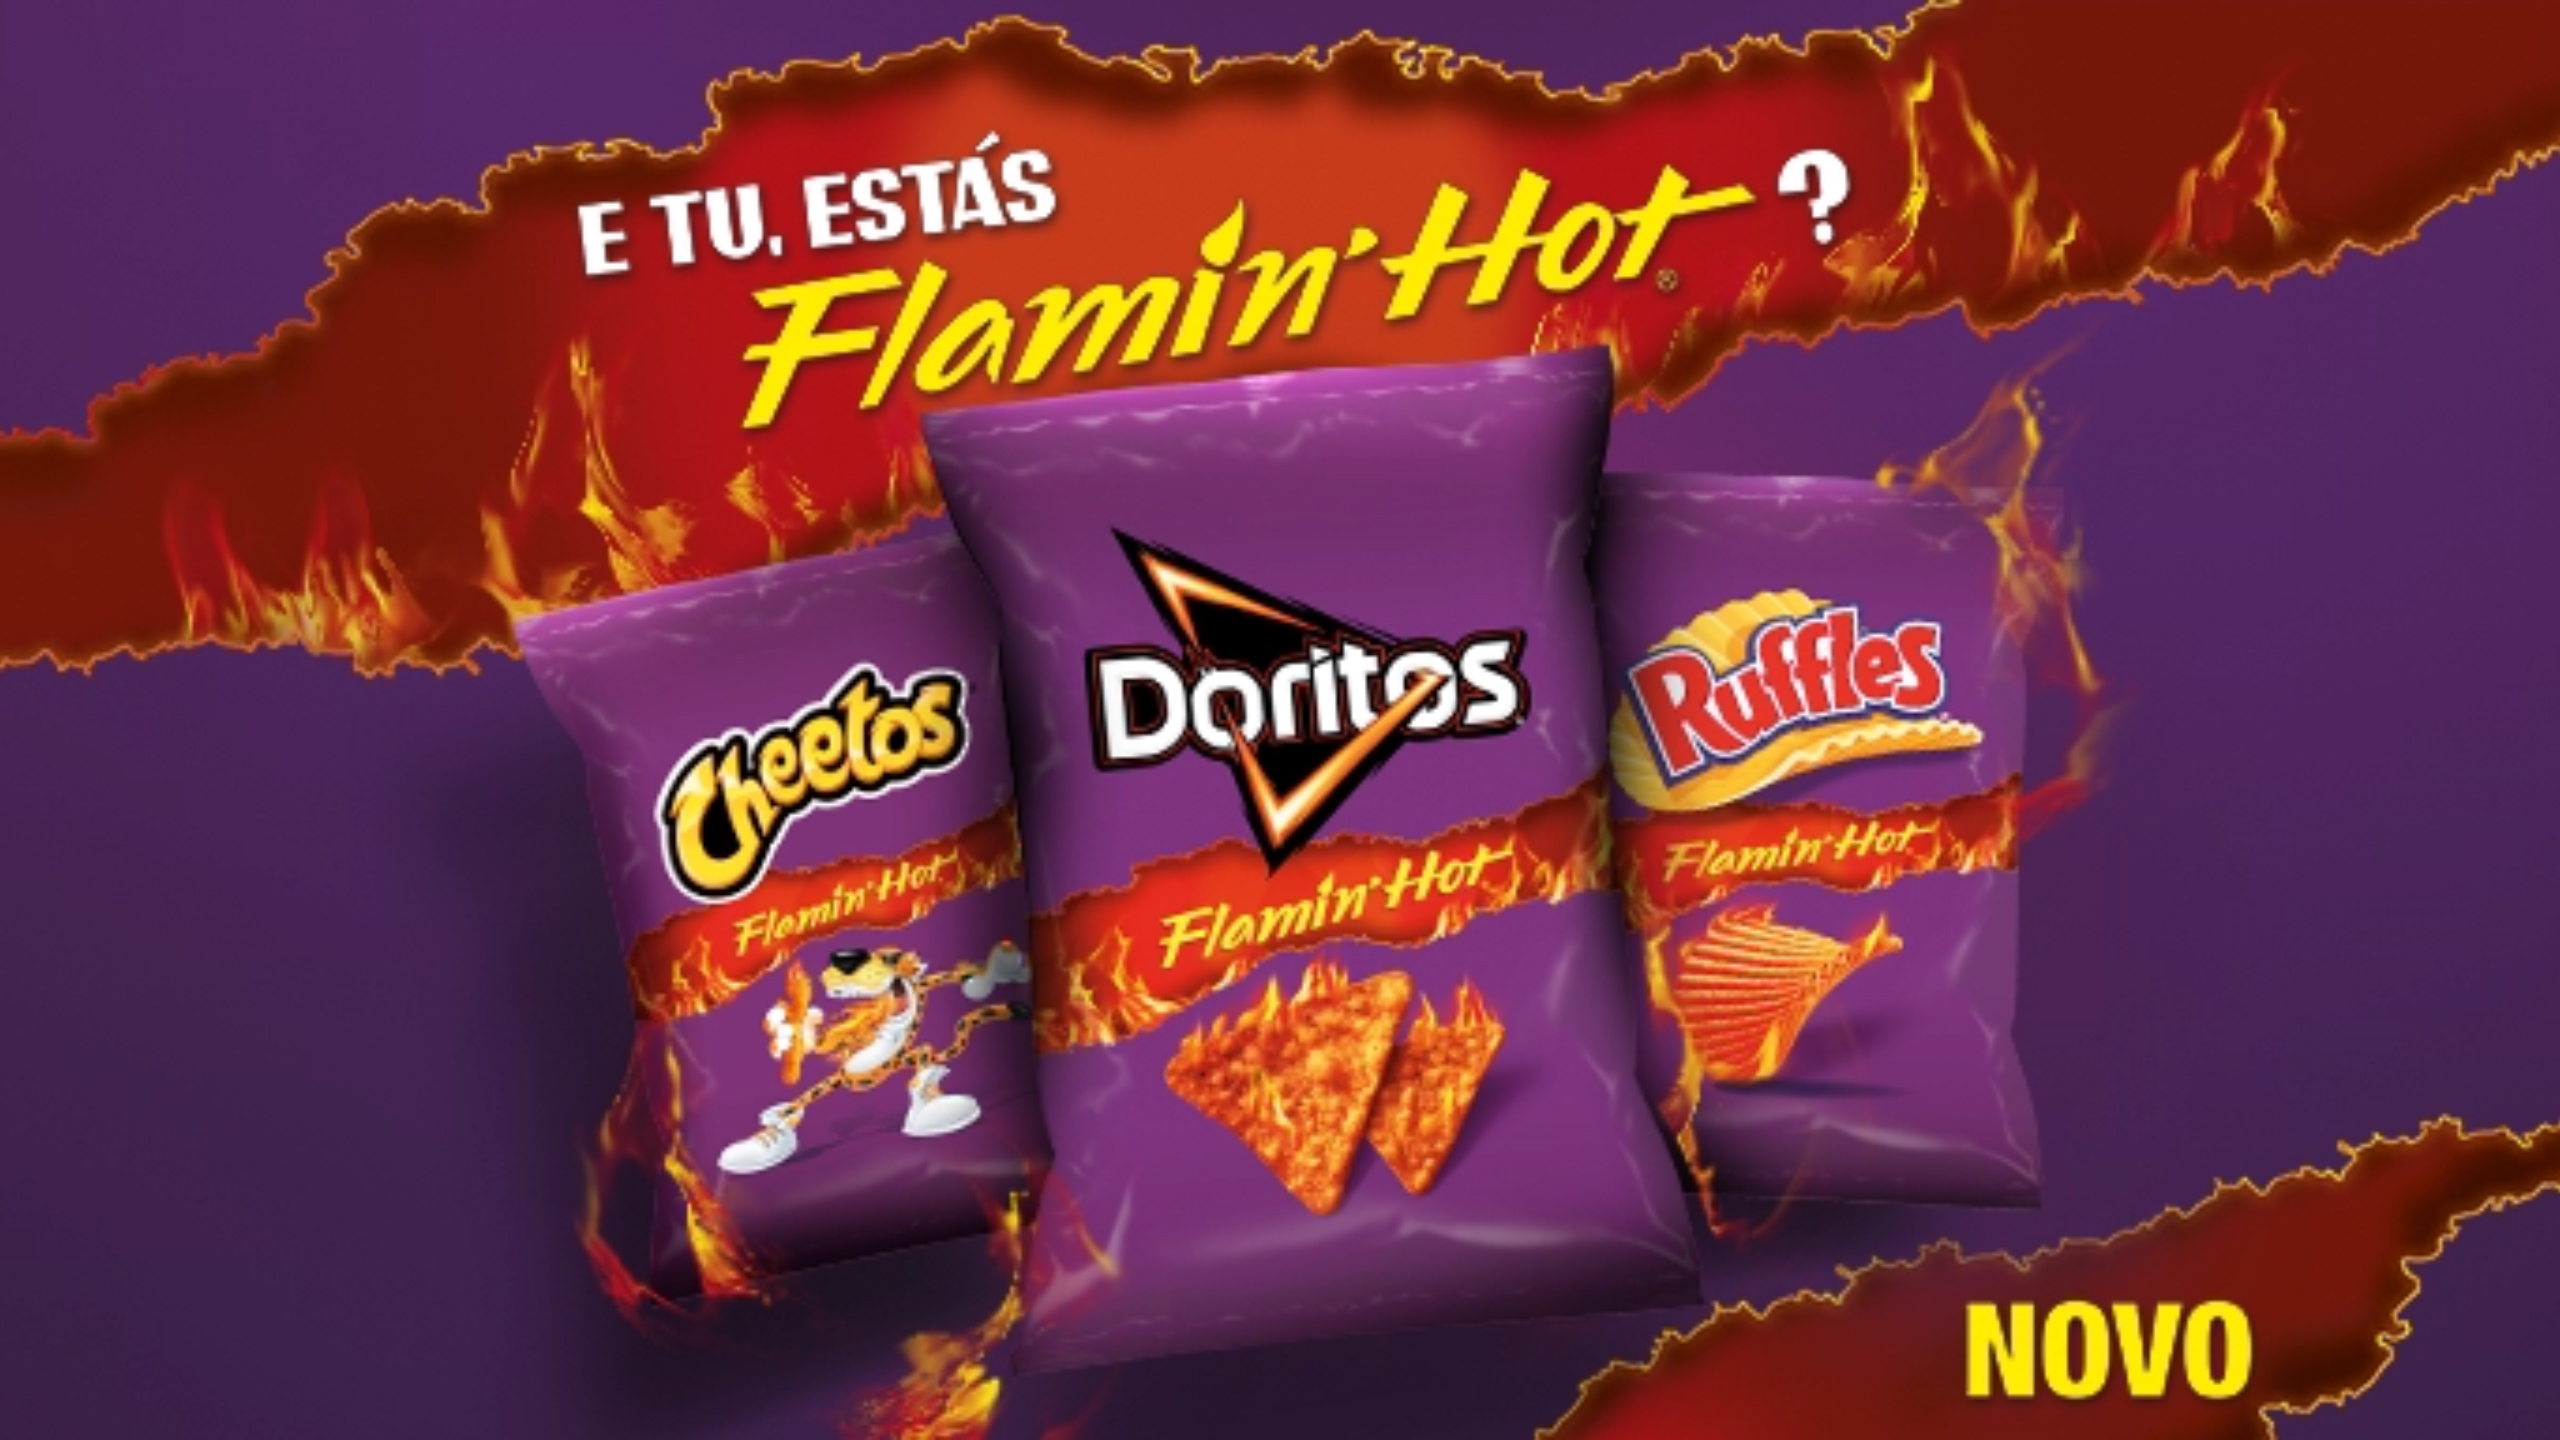 E TU, ESTÁS
Flamin' Hot® ?
Cheetos
Flamin' Hot
Doritos
Flamin' Hot
Ruffles
Flamin' Hot
NOVO